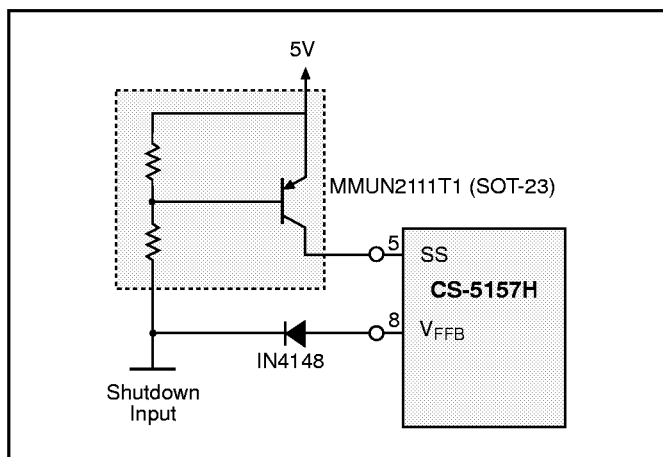 5V
MMUN2111T1 (SOT-23)
5
SS
CS-5157H
8
VFFB
IN4148
Shutdown
Input